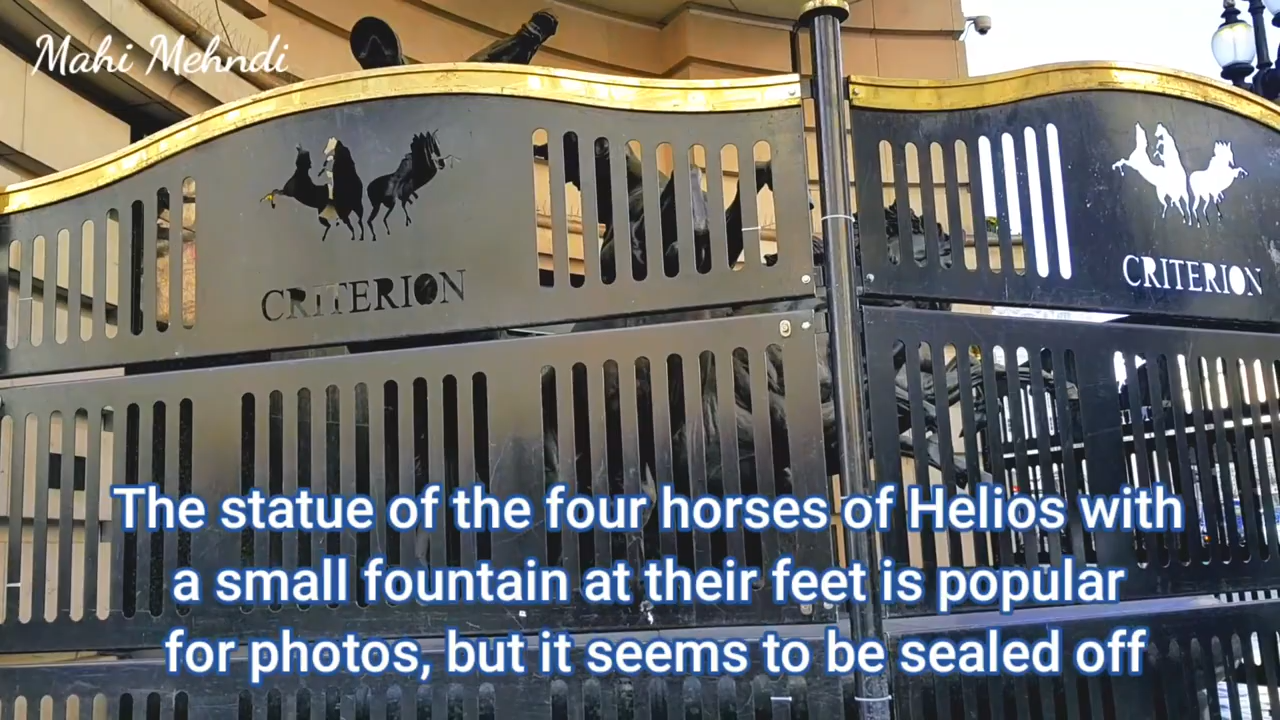 Mahi Mehndi
CRITERION
CRITERION
The statue of the four horses of Helios with
a small fountain at their feet is popular
for photos, but it seems to be sealed off